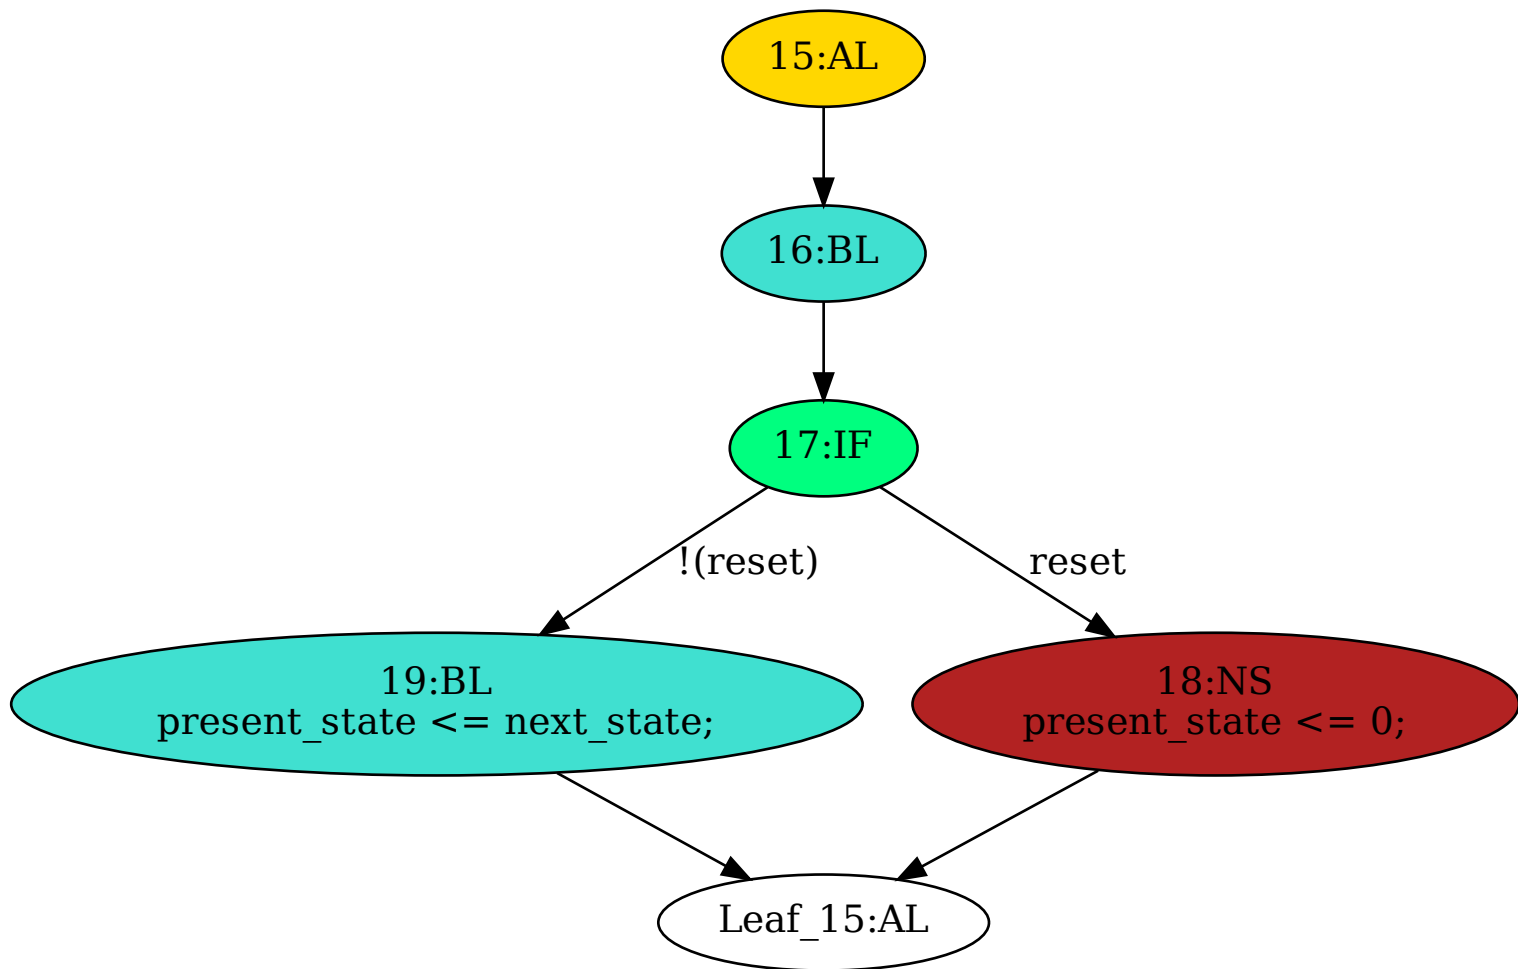 15:AL
16:BL
17:IF
!(reset)
reset
19:BL
present_state <= next_state;
18:NS
present_state <= 0;
Leaf_15:AL